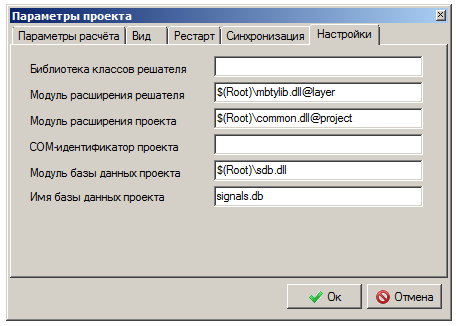 Параметры проекта
Параметры расчёта Вид Рестарт Синхронизация Настройки
Библиотека классов решателя
Модуль расширения решателя $(Root)\mbtylib.dll@layer
Модуль расширения проекта $(Root)\common.dll@project
COM-идентификатор проекта
Модуль базы данных проекта $(Root)\sdb.dll
Имя базы данных проекта signals.db
Ок Отмена